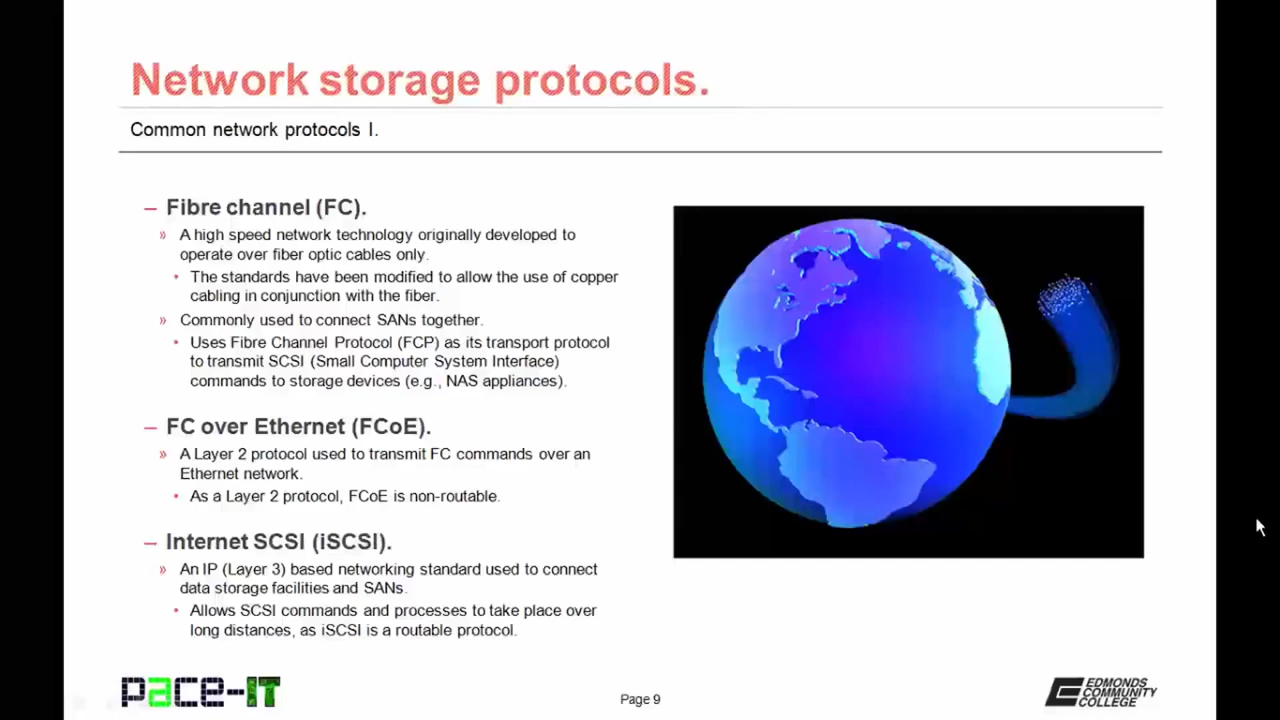 Network storage protocols.
Common network protocols I.
– Fibre channel (FC).
» A high speed network technology originally developed to
operate over fiber optic cables only.
• The standards have been modified to allow the use of copper
cabling in conjunction with the fiber.
» Commonly used to connect SANs together.
• Uses Fibre Channel Protocol (FCP) as its transport protocol
to transmit SCSI (Small Computer System Interface)
commands to storage devices (e.g., NAS appliances).
– FC over Ethernet (FCoE).
» A Layer 2 protocol used to transmit FC commands over an
Ethernet network.
• As a Layer 2 protocol, FCoE is non-routable.
– Internet SCSI (iSCSI).
» An IP (Layer 3) based networking standard used to connect
data storage facilities and SANs.
• Allows SCSI commands and processes to take place over
long distances, as iSCSI is a routable protocol.
pace-IT
Page 9
EDMONDS
COMMUNITY
COLLEGE